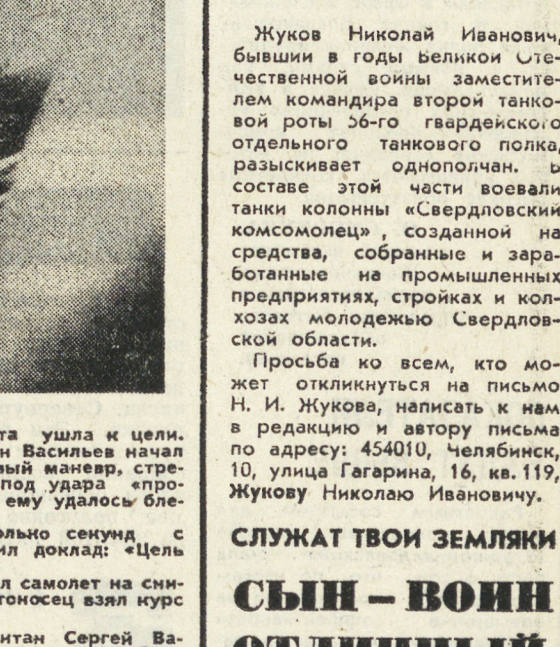 та ушла к цели.
н Васильев начал
вый маневр, стре-
под удара «про-
ему удалось бле-
олько секунд с
ил доклад: «Цель
л самолет на сни-
гоносец взял курс
итан Сергей Ва-
Жуков Николай Иванович,
бывший в годы Великой Оте-
чественной войны заместите-
лем командира второй танко-
вой роты 56-го гвардейского
отдельного танкового полка,
разыскивает однополчан. В
составе этой части воевали
танки колонны «Свердловский
комсомолец» , созданной на
средства, собранные и зара-
ботанные на промышленных
предприятиях, стройках и кол-
хозах молодежью Свердлов-
ской области.
Просьба ко всем, кто мо-
жет откликнуться на письмо
Н. И. Жукова, написать к нам
в редакцию и автору письма
по адресу: 454010, Челябинск,
10, улица Гагарина, 16, кв. 119,
Жукову Николаю Ивановичу.
СЛУЖАТ ТВОИ ЗЕМЛЯКИ
СЫН – ВОИН
ОТЛИЧНЫЙ